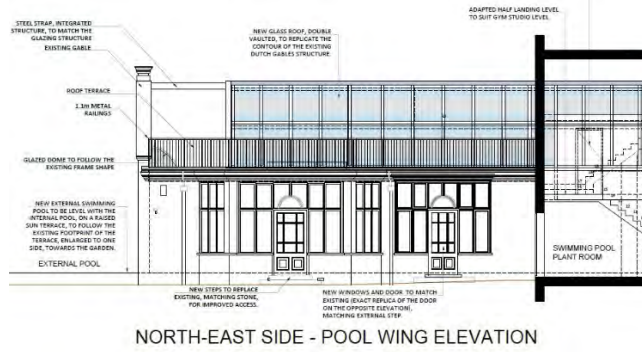 ADAPTED HALF LANDING LEVEL
TO SUIT GYM STUDIO LEVEL
STEEL STRAP, INTEGRATED
STRUCTURE, TO MATCH THE
GLAZING STRUCTURE
EXISTING GABLE
NEW GLASS ROOF, DOUBLE
VAULTED, TO REPLICATE THE
CONTOUR OF THE EXISTING
DUTCH GABLES STRUCTURE.
ROOF TERRACE
1.1m METAL
RAILINGS
GLAZED DOME TO FOLLOW THE
EXISTING FRAME SHAPE
NEW EXTERNAL SWIMMING
POOL TO BE LEVEL WITH THE
INTERNAL POOL, ON A RAISED
SUN TERRACE, TO FOLLOW THE
EXISTING FOOTPRINT OF THE
TERRACE, ENLARGED TO ONE
SIDE, TOWARDS THE GARDEN.
EXTERNAL POOL
SWIMMING POOL
PLANT ROOM
NEW STEPS TO REPLACE
EXISTING, MATCHING STONE,
FOR IMPROVED ACCESS.
NEW WINDOWS AND DOOR TO MATCH
EXISTING (EXACT REPLICA OF THE DOOR
ON THE OPPOSITE ELEVATION).
MATCHING EXTERNAL STEP.
NORTH-EAST SIDE - POOL WING ELEVATION